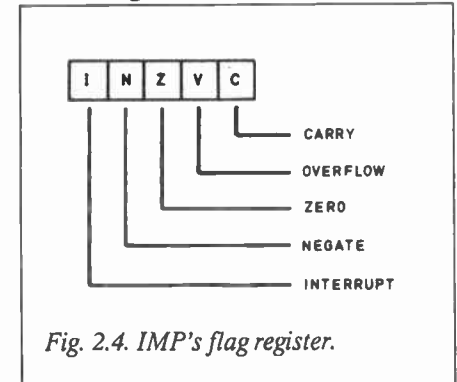 I N Z V C
CARRY
OVERFLOW
ZERO
NEGATE
INTERRUPT
Fig. 2.4. IMP's flag register.